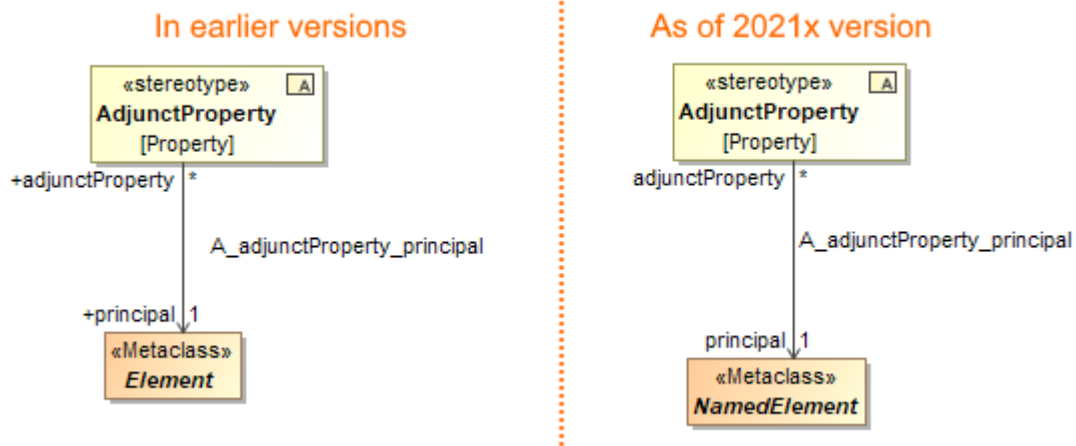 In earlier versions
«stereotype»
A
AdjunctProperty
[Property]
+adjunctProperty *
A_adjunctProperty_principal
+principal 1
«Metaclass»
Element
As of 2021x version
«stereotype»
A
AdjunctProperty
[Property]
adjunctProperty *
A_adjunctProperty_principal
principal 1
«Metaclass»
NamedElement